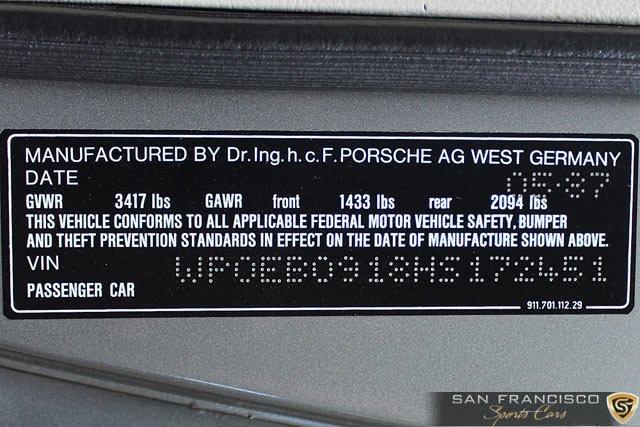 MANUFACTURED BY Dr.Ing.h.c.F.PORSCHE AG WEST GERMANY
DATE 05·87
GVWR 3417 lbs GAWR front 1433 lbs rear 2094 lbs
THIS VEHICLE CONFORMS TO ALL APPLICABLE FEDERAL MOTOR VEHICLE SAFETY, BUMPER
AND THEFT PREVENTION STANDARDS IN EFFECT ON THE DATE OF MANUFACTURE SHOWN ABOVE.
VIN WP0EB0918HS172451
PASSENGER CAR
911.701.112.29
SAN FRANCISCO
Sports Cars